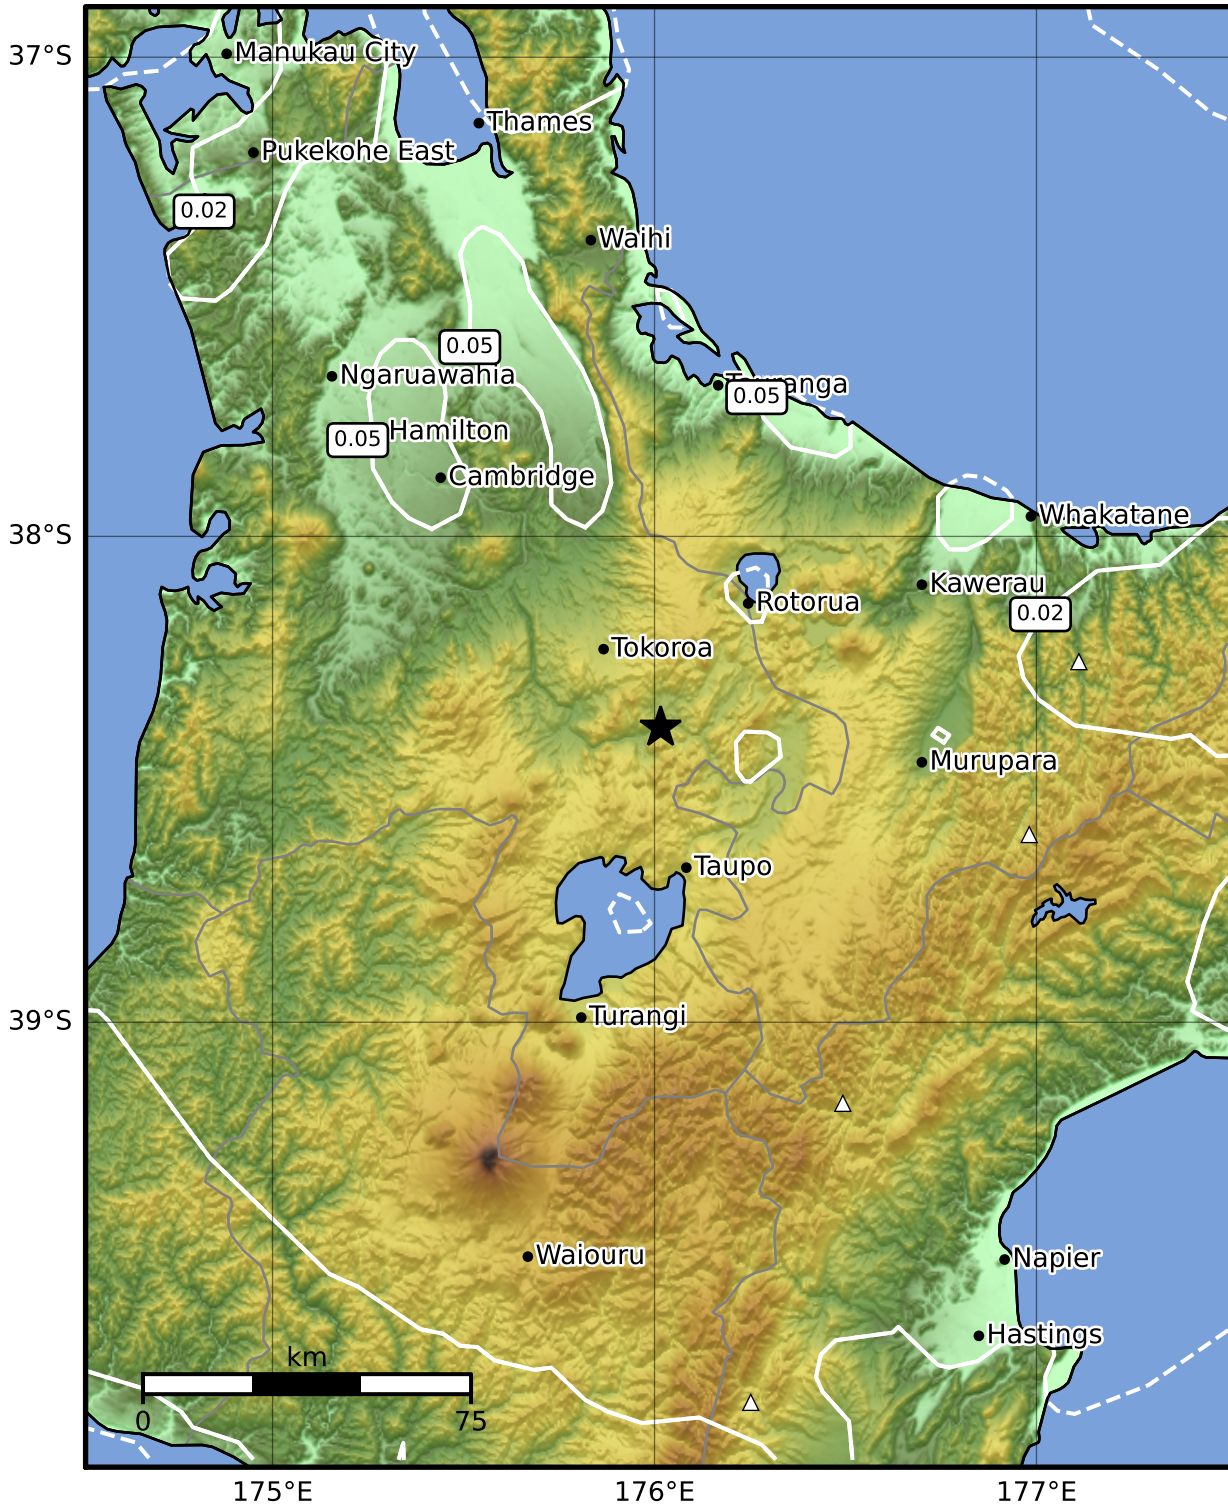 37°S
Manukau City
Thames
Pukekohe East
0.02
Waihi
0.05
Ngaruawahia
Tauranga
0.05
0.05
Hamilton
Cambridge
Whakatane
38°S
Kawerau
Rotorua
0.02
Tokoroa
Murupara
Taupo
39°S
Turangi
Waiouru
Napier
Hastings
km
0
75
175°E
176°E
177°E